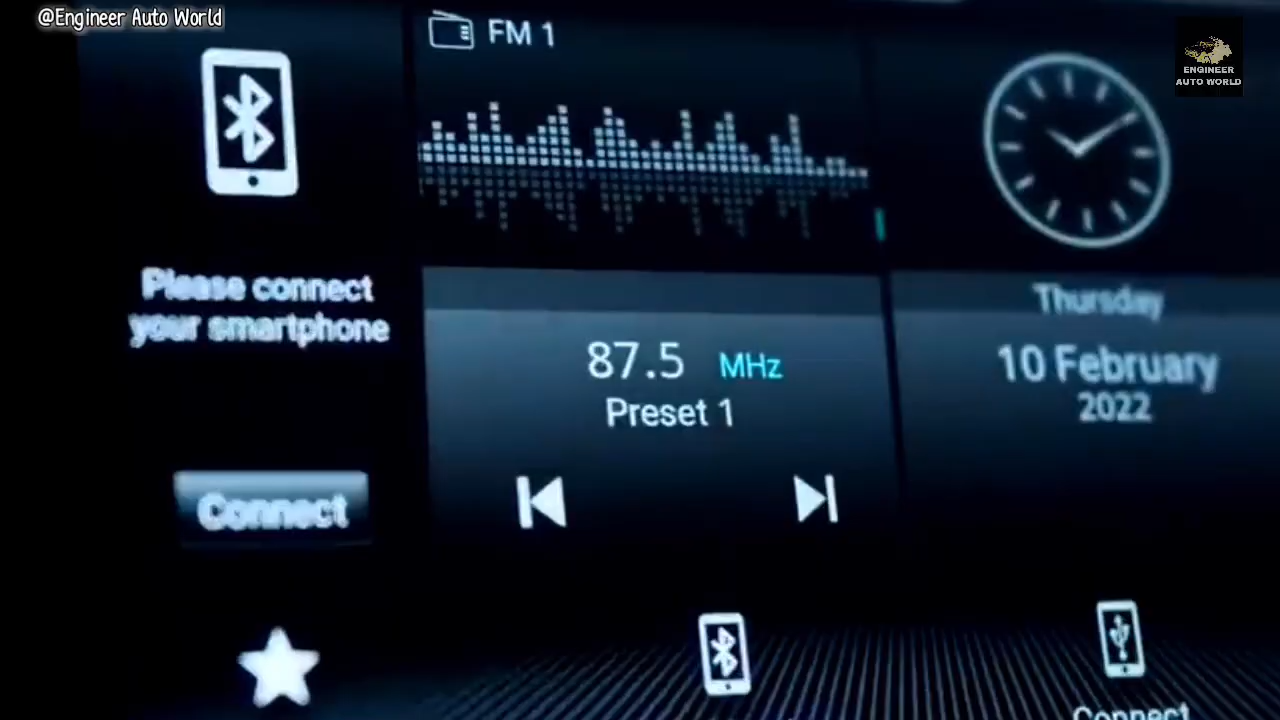 @Engineer Auto World
FM 1
ENGINEER
AUTO WORLD
Please connect
your smartphone
Connect
87.5 MHz
Preset 1
Thursday
10 February
2022
Connect